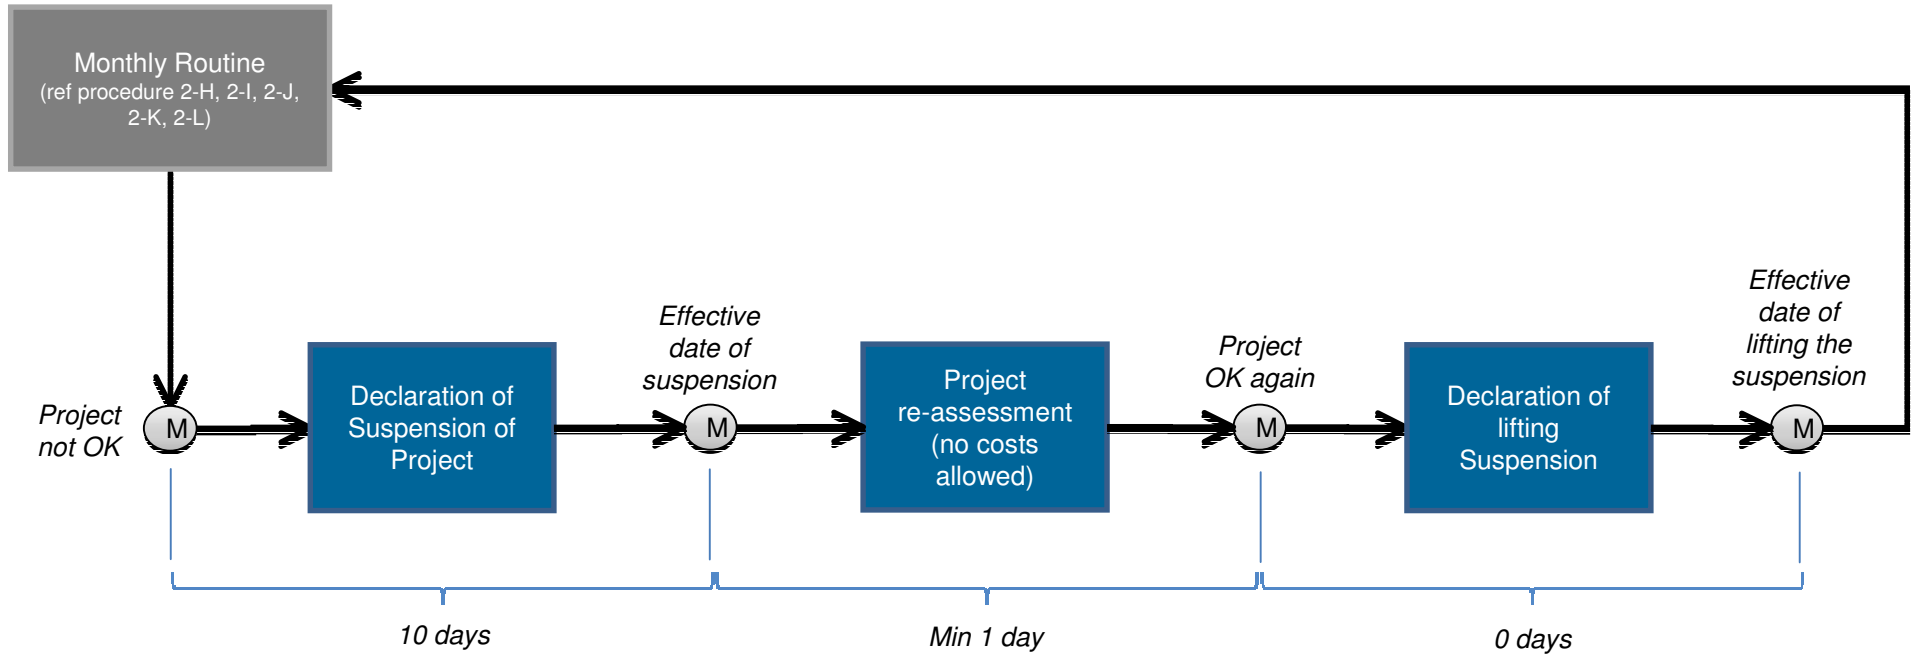 Monthly Routine
(ref procedure 2-H, 2-I, 2-J,
2-K, 2-L)
Project
not OK
M
Declaration of
Suspension of
Project
Effective
date of
suspension
M
Project
re-assessment
(no costs
allowed)
Project
OK again
M
Declaration of
lifting
Suspension
Effective
date of
lifting the
suspension
M
10 days
Min 1 day
0 days